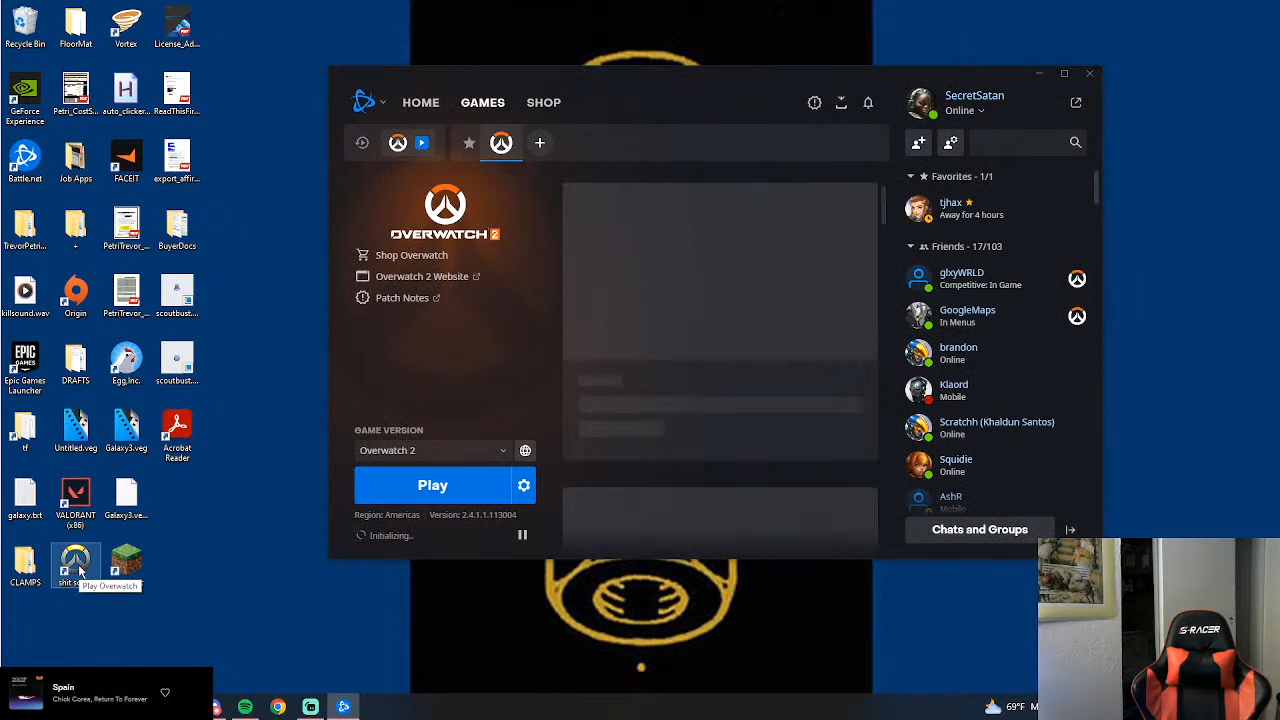 Recycle Bin
FloorMat
Vortex
License_Ad...
GeForce Experience
Petri_CostS...
auto_clicker...
ReadThisFir...
Battle.net
Job Apps
FACEIT
export_affir...
TrevorPetri...
+
PetriTrevor_...
BuyerDocs
killsound.wav
Origin
PetriTrevor_...
scoutbust....
EPIC GAMES
Epic Games Launcher
DRAFTS
Egg,Inc.
scoutbust....
tf
Untitled.veg
Galaxy3.veg
Acrobat Reader
galaxy.txt
VALORANT (x86)
Galaxy3.ve...
CLAMPS
Play Overwatch
HOME GAMES SHOP
SecretSatan
Online
OVERWATCH 2
Shop Overwatch
Overwatch 2 Website
Patch Notes
GAME VERSION
Overwatch 2
Play
Region: Americas Version: 2.4.1.1.113004
Initializing..
Favorites - 1/1
tjhax
Away for 4 hours
Friends - 17/103
glxyWRLD
Competitive: In Game
GoogleMaps
In Menus
brandon
Online
Klaord
Mobile
Scratchh (Khaldun Santos)
Online
Squidie
Online
AshR
Mobile
Chats and Groups
S-RACER
Spain
Chick Corea, Return To Forever
69°F